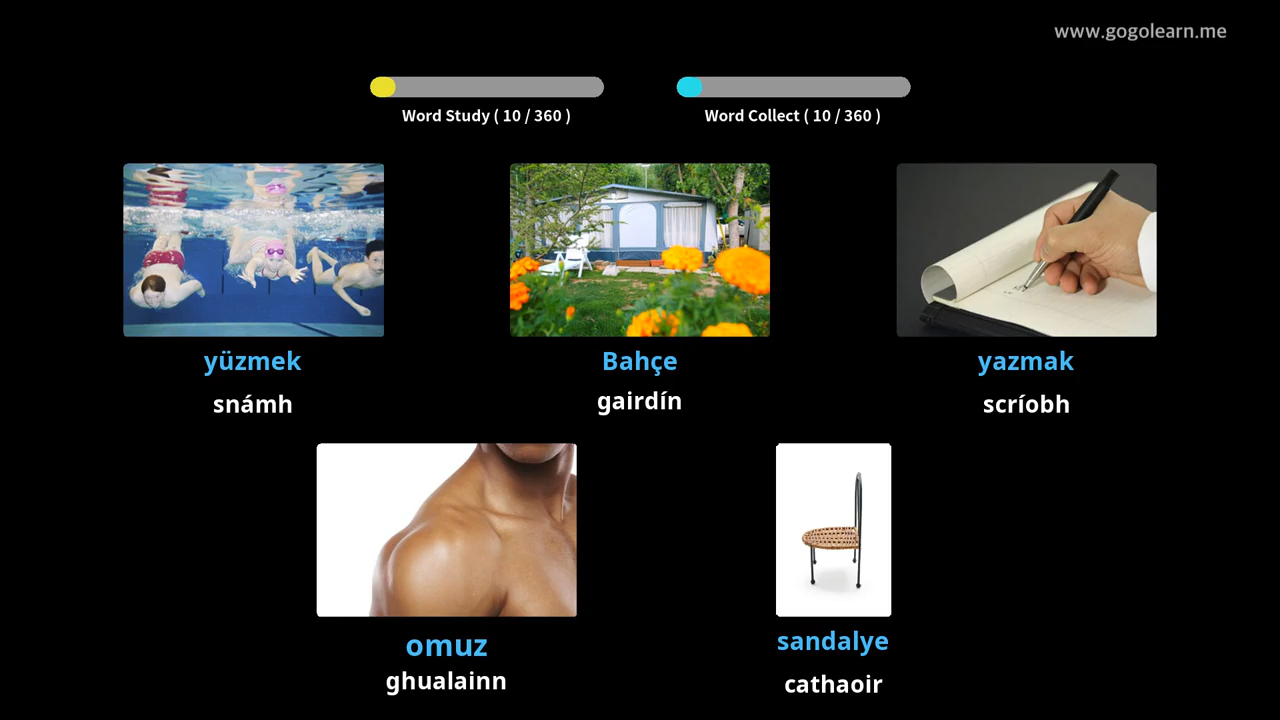 www.gogolearn.me
Word Study ( 10 / 360 )
Word Collect ( 10 / 360 )
yüzmek
snámh
Bahçe
gairdín
yazmak
scríobh
omuz
ghualainn
sandalye
cathaoir